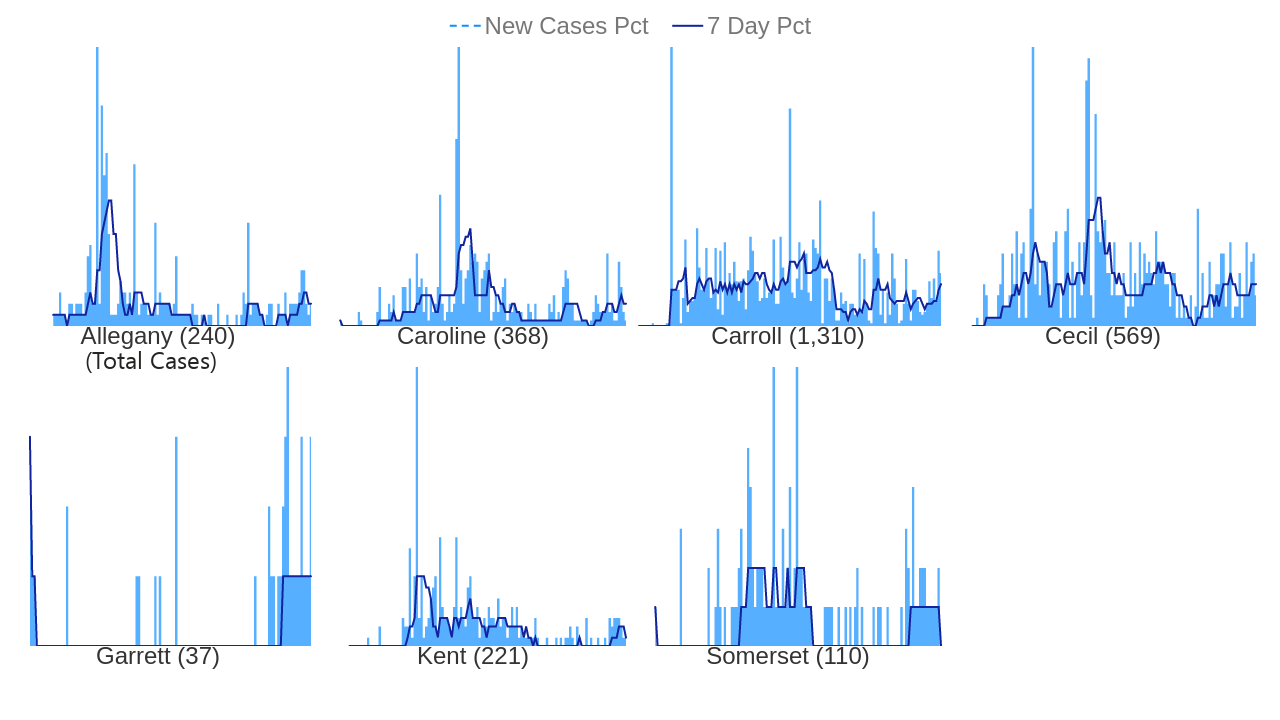 New Cases Pct 7 Day Pct
Allegany (240) Caroline (368) Carroll (1,310) Cecil (569)
(Total Cases)
Garrett (37) Kent (221) Somerset (110)